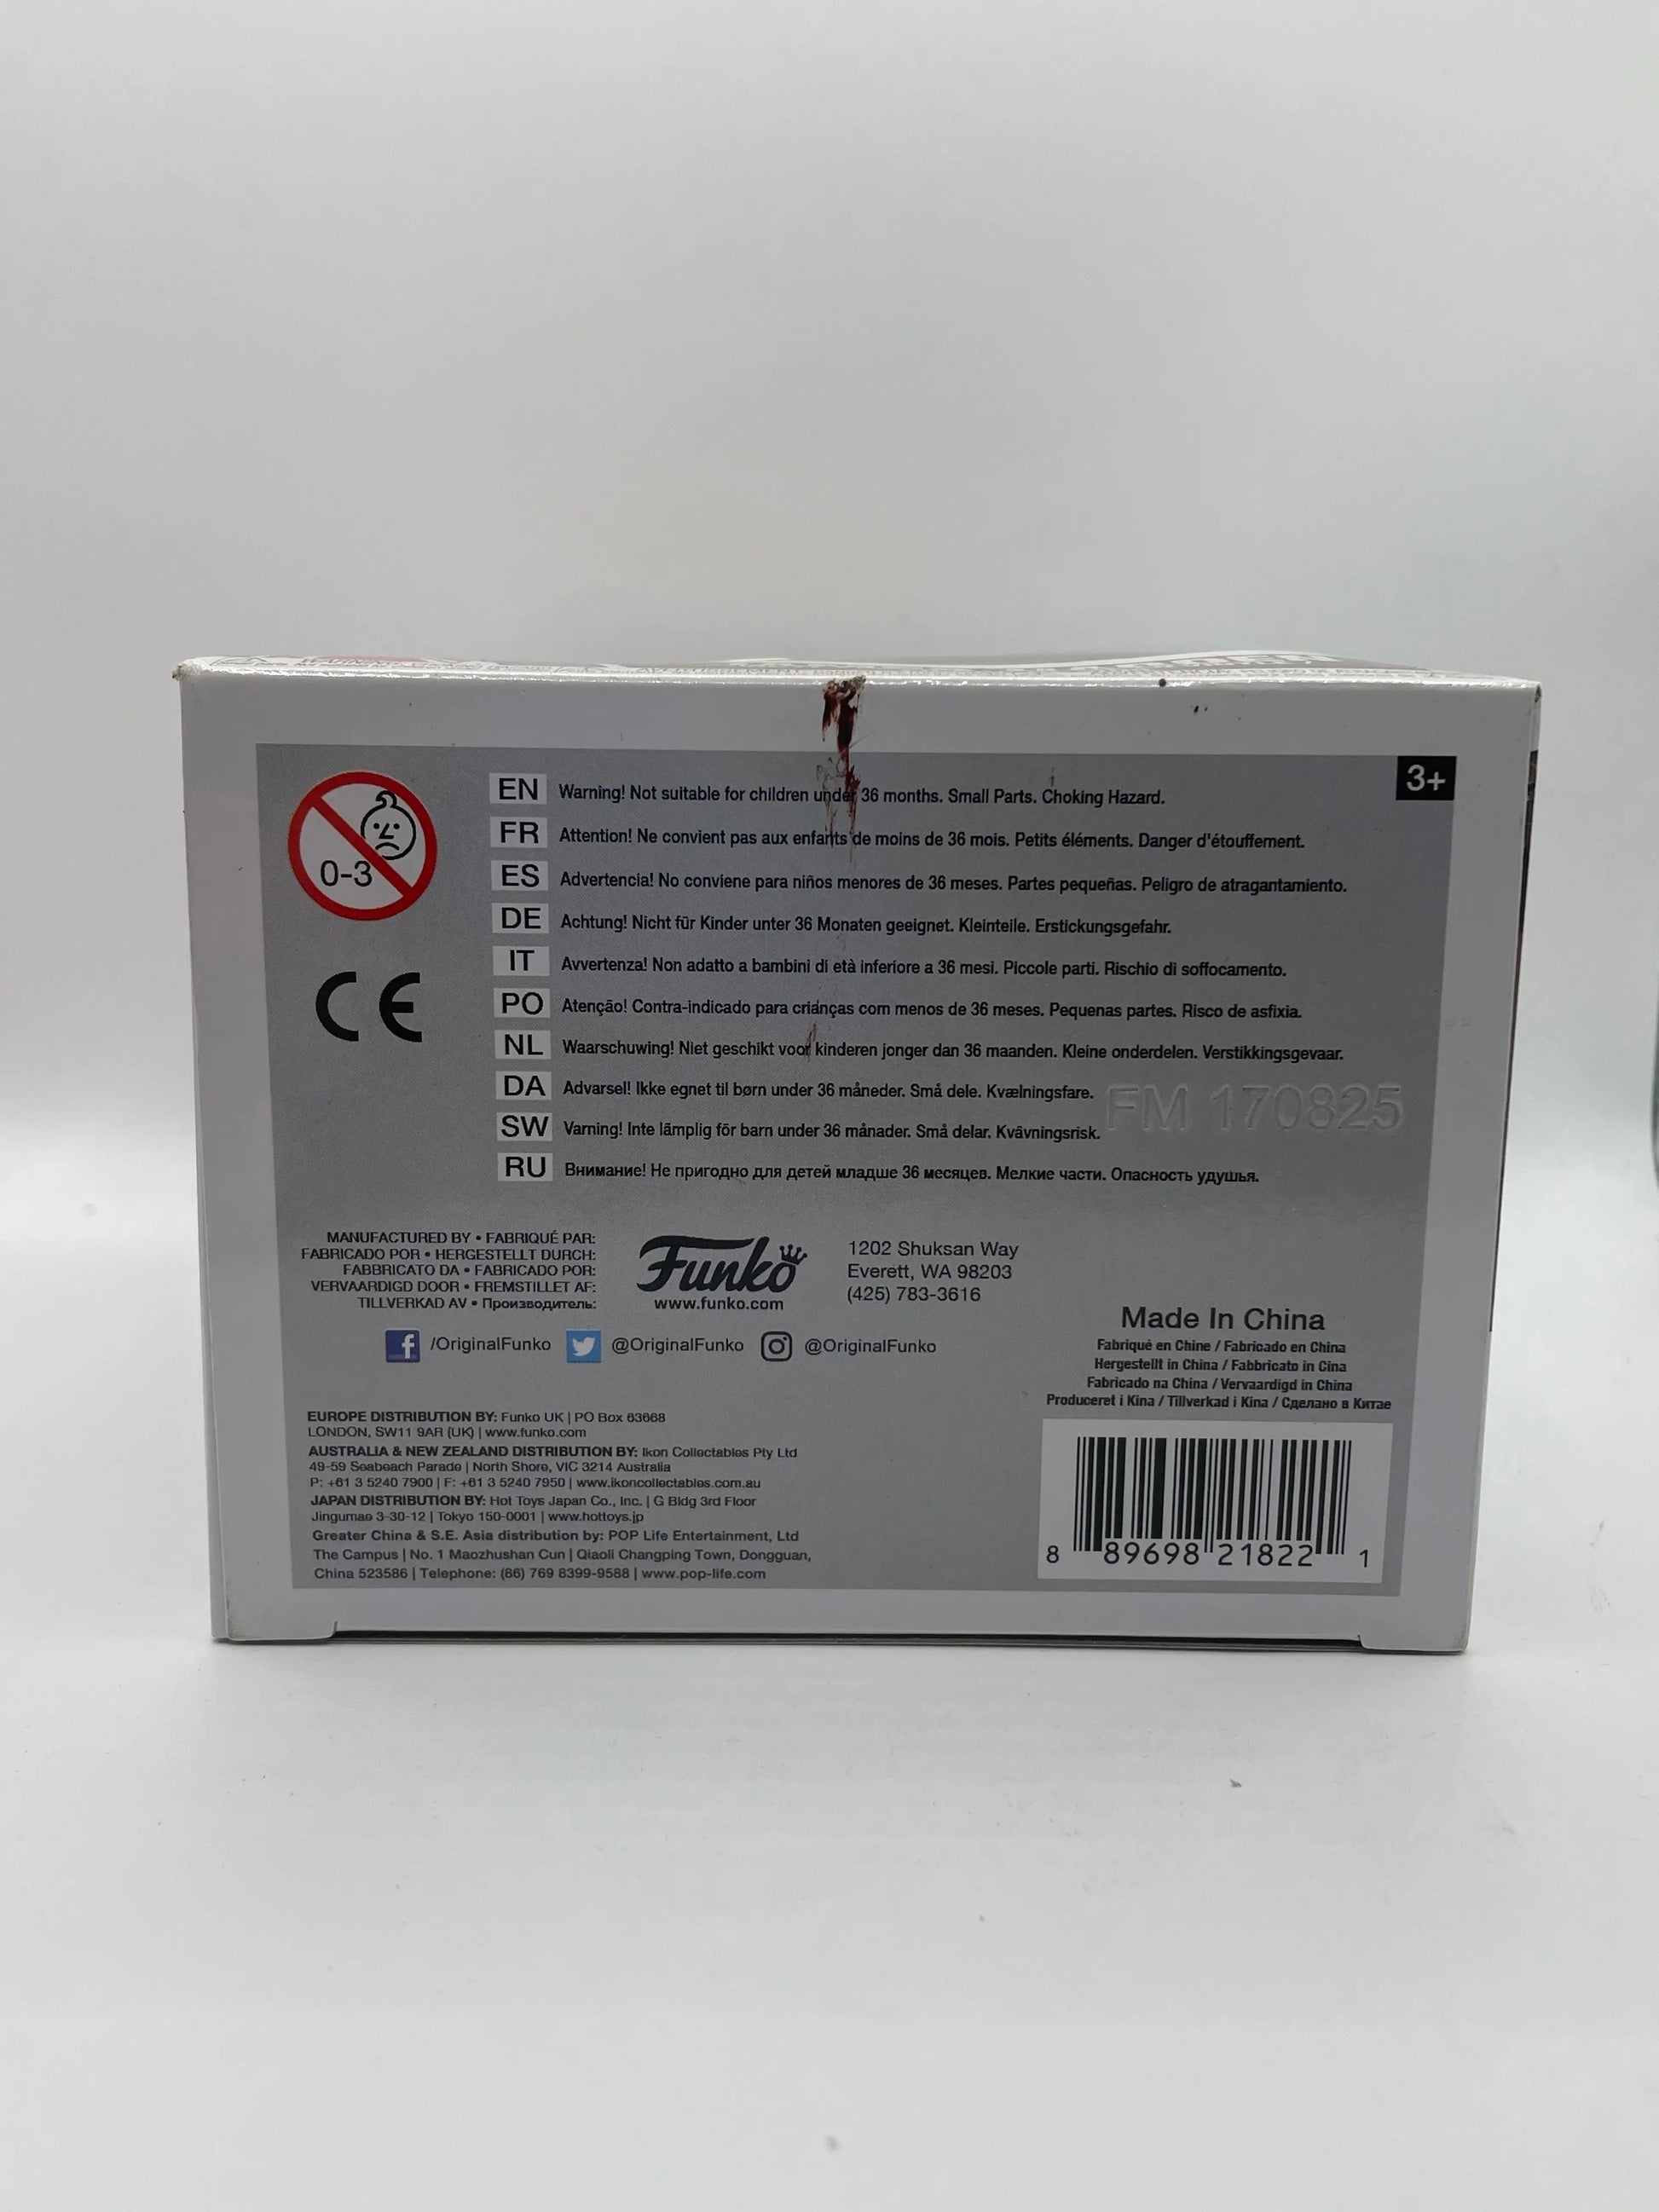 3+
0-3
CE
EN Warning! Not suitable for children under 36 months. Small Parts. Choking Hazard.
FR Attention! Ne convient pas aux enfants de moins de 36 mois. Petits éléments. Danger d'étouffement.
ES Advertencia! No conviene para niños menores de 36 meses. Partes pequeñas. Peligro de atragantamiento.
DE Achtung! Nicht für Kinder unter 36 Monaten geeignet. Kleinteile. Erstickungsgefahr.
IT Avvertenza! Non adatto a bambini di età inferiore a 36 mesi. Piccole parti. Rischio di soffocamento.
PO Atenção! Contra-indicado para crianças com menos de 36 meses. Pequenas partes. Risco de asfixia.
NL Waarschuwing! Niet geschikt voor kinderen jonger dan 36 maanden. Kleine onderdelen. Verstikkingsgevaar.
DA Advarsel! Ikke egnet til børn under 36 måneder. Små dele. Kvælningsfare.
FM 170825
SW Varning! Inte lämplig för barn under 36 månader. Små delar. Kvävningsrisk.
RU Внимание! Не пригодно для детей младше 36 месяцев. Мелкие части. Опасность удушья.
MANUFACTURED BY • FABRIQUÉ PAR:
FABRICADO POR • HERGESTELLT DURCH:
FABBRICATO DA • FABRICADO POR:
VERVAARDIGD DOOR • FREMSTILLET AF:
TILLVERKAD AV • Производитель:
Funko
www.funko.com
1202 Shuksan Way
Everett, WA 98203
(425) 783-3616
/OriginalFunko @OriginalFunko @OriginalFunko
Made In China
Fabriqué en Chine / Fabricado en China
Hergestellt in China / Fabbricato in Cina
Fabricado na China / Vervaardigd in China
Produceret i Kina / Tillverkad i Kina / Сделано в Китае
EUROPE DISTRIBUTION BY: Funko UK | PO Box 63668
LONDON, SW11 9AR (UK) | www.funko.com
AUSTRALIA & NEW ZEALAND DISTRIBUTION BY: Ikon Collectables Pty Ltd
49-59 Seabeach Parade | North Shore, VIC 3214 Australia
P: +61 3 5240 7900 | F: +61 3 5240 7950 | www.ikoncollectables.com.au
JAPAN DISTRIBUTION BY: Hot Toys Japan Co., Inc. | G Bldg 3rd Floor
Jingumae 3-30-12 | Tokyo 150-0001 | www.hottoys.jp
Greater China & S.E. Asia distribution by: POP Life Entertainment, Ltd
The Campus | No. 1 Maozhushan Cun | Qiaoli Changping Town, Dongguan,
China 523586 | Telephone: (86) 769 8399-9588 | www.pop-life.com
8 89698 21822 1